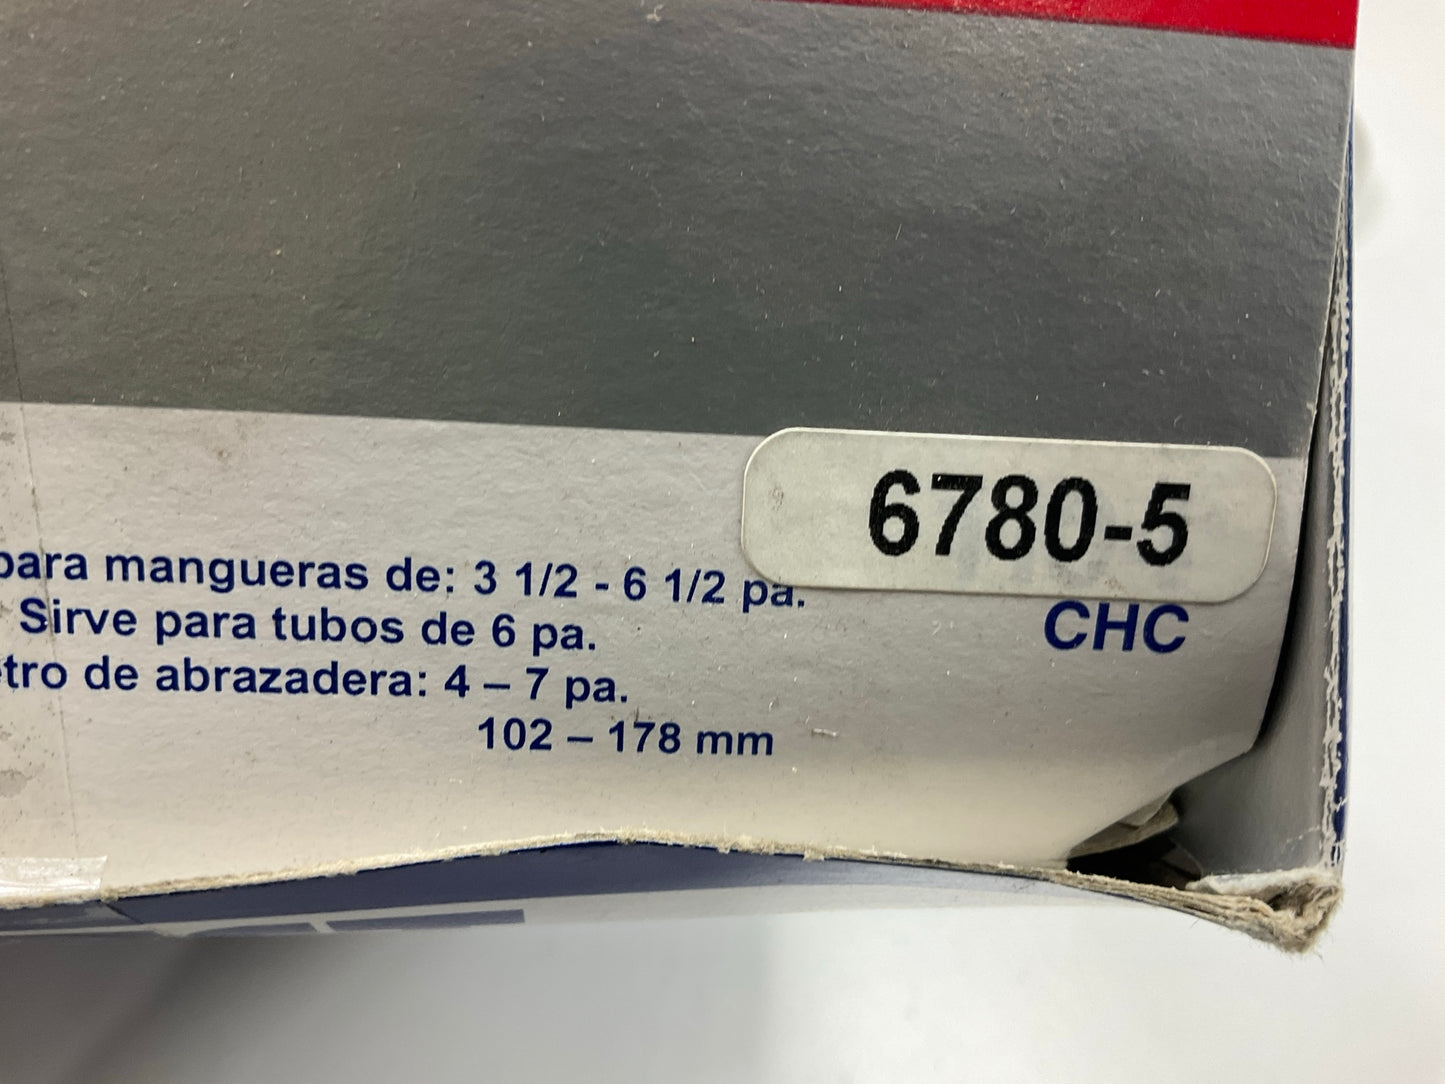 6780-5
para mangueras de: 3 1/2 - 6 1/2 pa.
CHC
Sirve para tubos de 6 pa.
de abrazadera: 4 – 7 pa.
102 – 178 mm